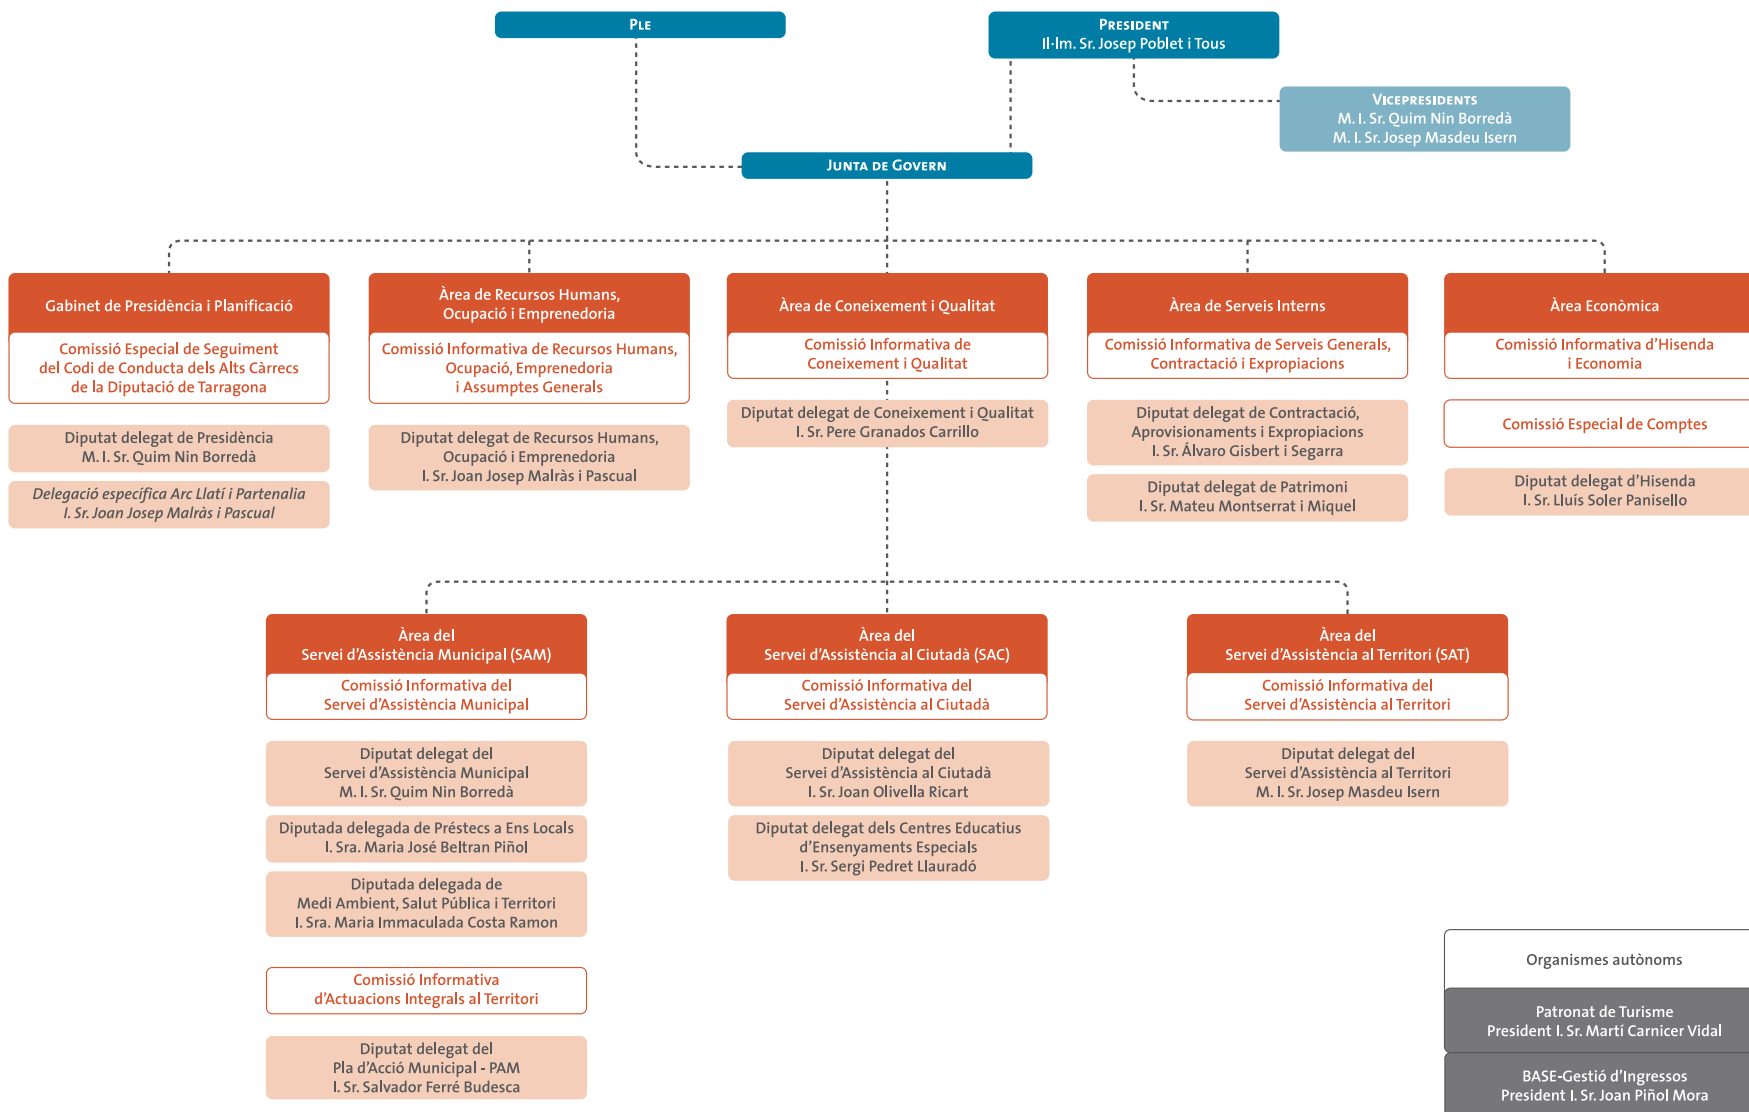 PLE
PRESIDENT
Il·lm. Sr. Josep Poblet i Tous
VICEPRESIDENTS
M. I. Sr. Quim Nin Borredà
M. I. Sr. Josep Masdeu Isern
JUNTA DE GOVERN
Gabinet de Presidència i Planificació
Comissió Especial de Seguiment
del Codi de Conducta dels Alts Càrrecs
de la Diputació de Tarragona
Diputat delegat de Presidència
M. I. Sr. Quim Nin Borredà
Delegació específica Arc Llatí i Partenalia
I. Sr. Joan Josep Malràs i Pascual
Àrea de Recursos Humans,
Ocupació i Emprenedoria
Comissió Informativa de Recursos Humans,
Ocupació, Emprenedoria
i Assumptes Generals
Diputat delegat de Recursos Humans,
Ocupació i Emprenedoria
I. Sr. Joan Josep Malràs i Pascual
Àrea de Coneixement i Qualitat
Comissió Informativa de
Coneixement i Qualitat
Diputat delegat de Coneixement i Qualitat
I. Sr. Pere Granados Carrillo
Àrea de Serveis Interns
Comissió Informativa de Serveis Generals,
Contractació i Expropiacions
Diputat delegat de Contractació,
Aprovisionaments i Expropiacions
I. Sr. Álvaro Gisbert i Segarra
Diputat delegat de Patrimoni
I. Sr. Mateu Montserrat i Miquel
Àrea Econòmica
Comissió Informativa d'Hisenda
i Economia
Comissió Especial de Comptes
Diputat delegat d'Hisenda
I. Sr. Lluís Soler Panisello
Àrea del
Servei d'Assistència Municipal (SAM)
Comissió Informativa del
Servei d'Assistència Municipal
Diputat delegat del
Servei d'Assistència Municipal
M. I. Sr. Quim Nin Borredà
Diputada delegada de Préstecs a Ens Locals
I. Sra. Maria José Beltran Piñol
Diputada delegada de
Medi Ambient, Salut Pública i Territori
I. Sra. Maria Immaculada Costa Ramon
Comissió Informativa
d'Actuacions Integrals al Territori
Diputat delegat del
Pla d'Acció Municipal - PAM
I. Sr. Salvador Ferré Budesca
Àrea del
Servei d'Assistència al Ciutadà (SAC)
Comissió Informativa del
Servei d'Assistència al Ciutadà
Diputat delegat del
Servei d'Assistència al Ciutadà
I. Sr. Joan Olivella Ricart
Diputat delegat dels Centres Educatius
d'Ensenyaments Especials
I. Sr. Sergi Pedret Llauradó
Àrea del
Servei d'Assistència al Territori (SAT)
Comissió Informativa del
Servei d'Assistència al Territori
Diputat delegat del
Servei d'Assistència al Territori
M. I. Sr. Josep Masdeu Isern
Organismes autònoms
Patronat de Turisme
President I. Sr. Martí Carnicer Vidal
BASE-Gestió d'Ingressos
President I. Sr. Joan Piñol Mora